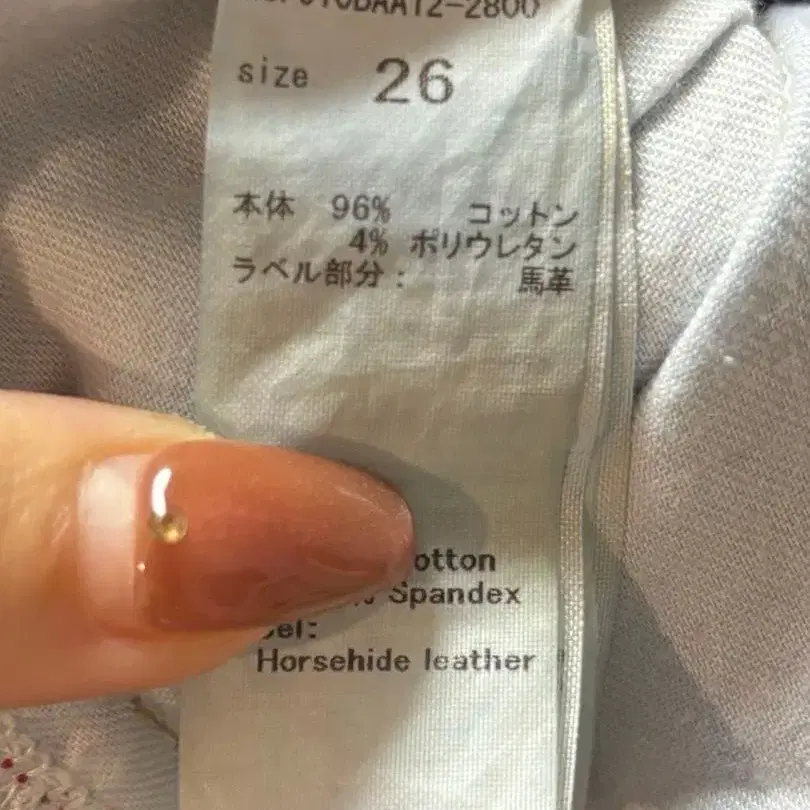 size 26
本体 96% コットン
4% ポリウレタン
ラベル部分: 馬革
Spandex
Horsehide leather